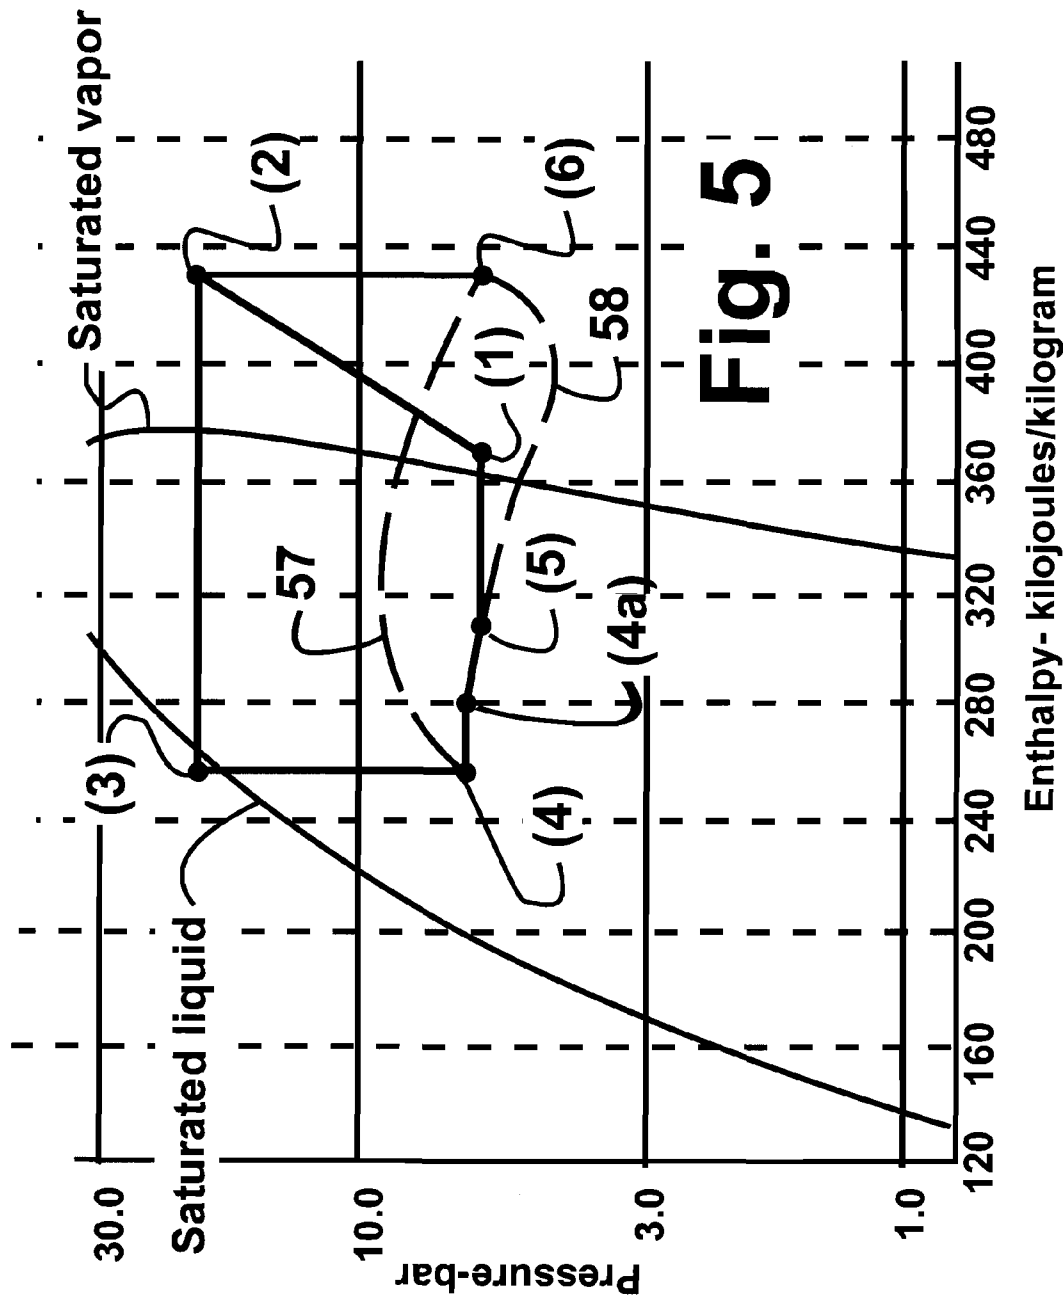 Saturated vapor
(2)
(6)
Fig. 5
(1)
58
57
(5)
(4a)
(3)
(4)
Saturated liquid
30.0
10.0
3.0
1.0
Pressure-bar
120 160 200 240 280 320 360 400 440 480
Enthalpy- kilojoules/kilogram